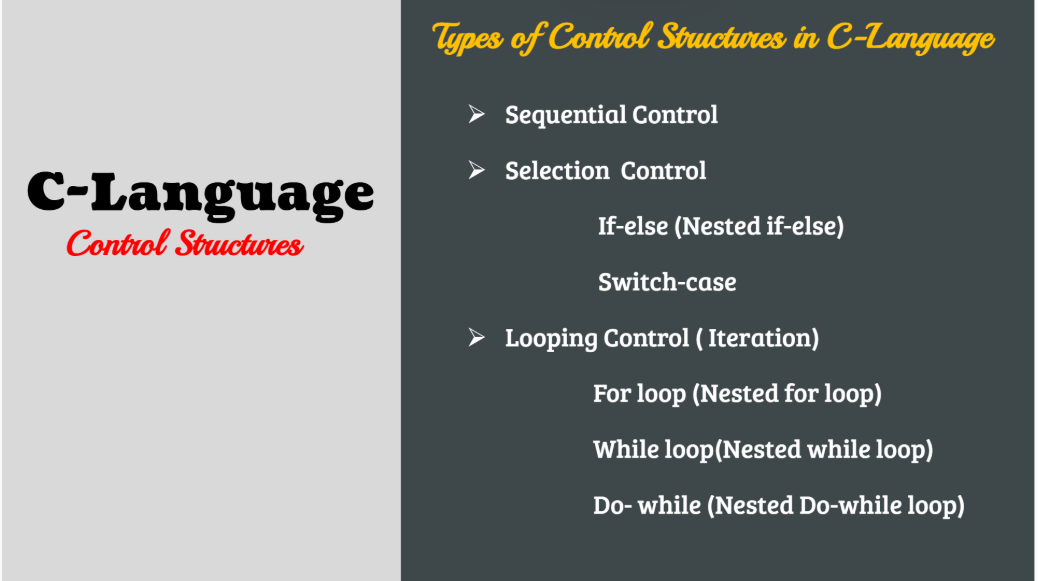 C-Language
Control Structures
Types of Control Structures in C-Language
➢ Sequential Control
➢ Selection Control
If-else (Nested if-else)
Switch-case
➢ Looping Control ( Iteration)
For loop (Nested for loop)
While loop(Nested while loop)
Do- while (Nested Do-while loop)